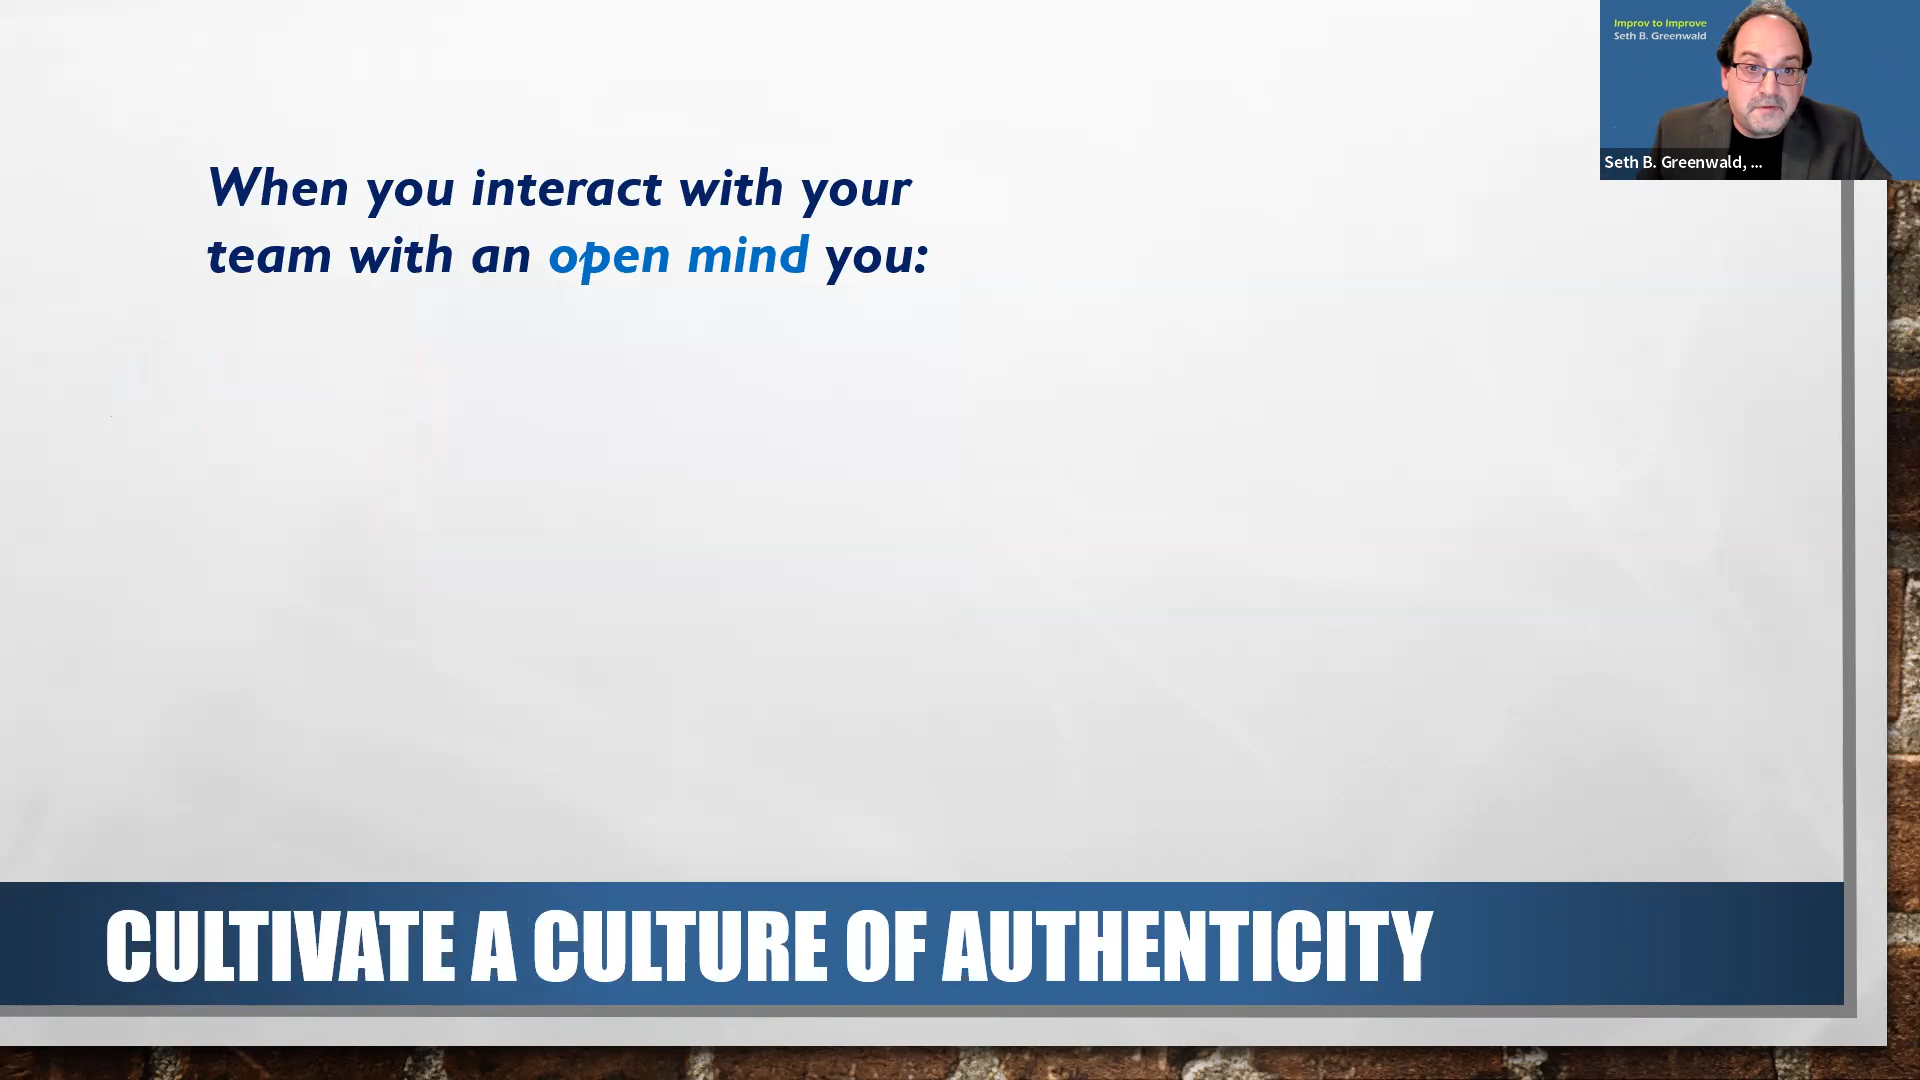 Improv to Improve
Seth B. Greenwald
Seth B. Greenwald, ...
When you interact with your
team with an open mind you:
CULTIVATE A CULTURE OF AUTHENTICITY